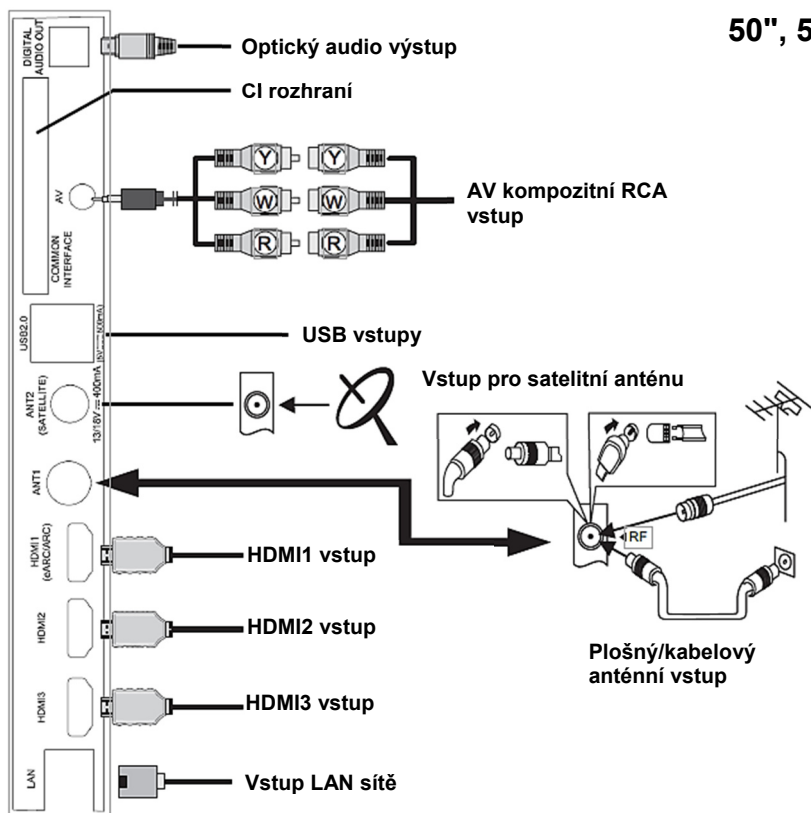 50", 5
DIGITAL
AUDIO OUT
Optický audio výstup
CI rozhraní
AV
COMMON
INTERFACE
Y
Y
W
W
R
R
AV kompozitní RCA
vstup
USB2.0
(5V⎓500mA)
USB vstupy
ANT2
(SATELLITE)
13/18V⎓400mA
Vstup pro satelitní anténu
ANT1
RF
Plošný/kabelový
anténní vstup
HDMI1
(eARC/ARC)
HDMI1 vstup
HDMI2
HDMI2 vstup
HDMI3
HDMI3 vstup
LAN
Vstup LAN sítě